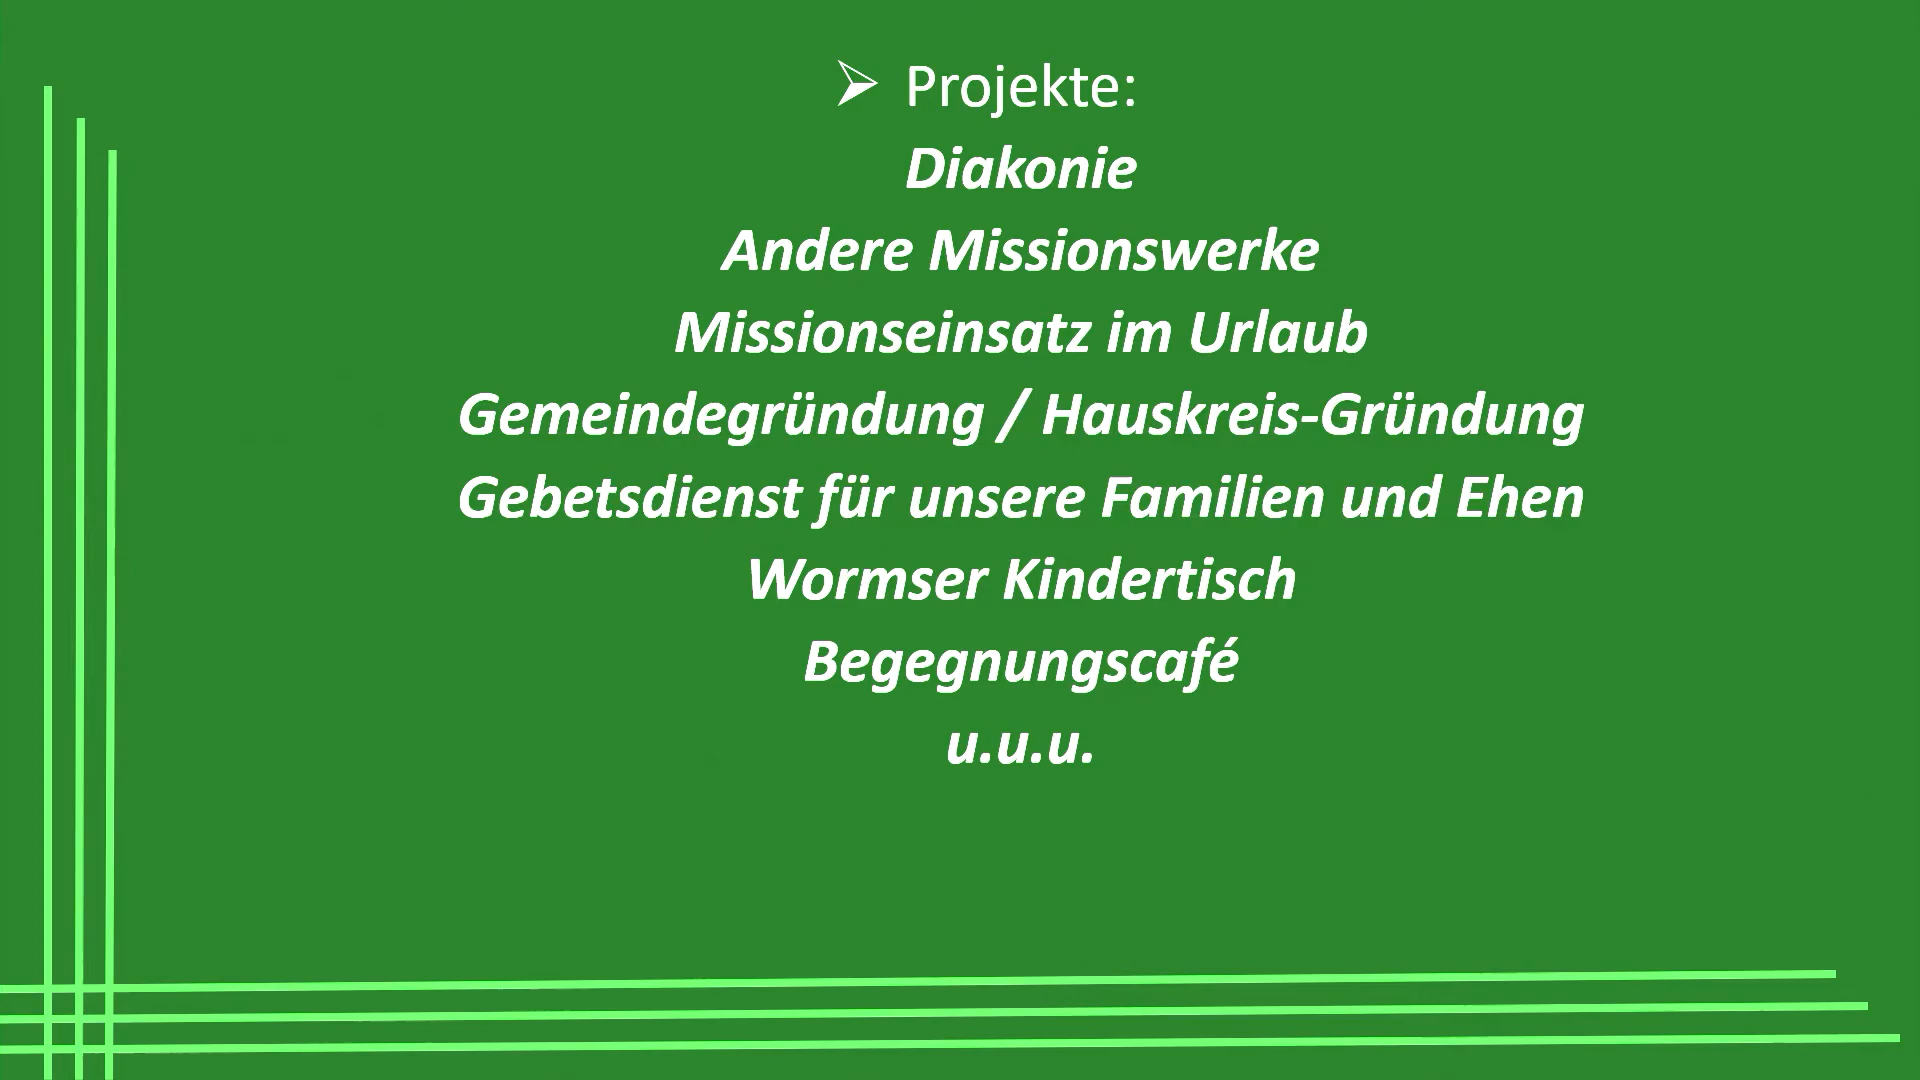 ➢ Projekte:
Diakonie
Andere Missionswerke
Missionseinsatz im Urlaub
Gemeindegründung / Hauskreis-Gründung
Gebetsdienst für unsere Familien und Ehen
Wormser Kindertisch
Begegnungscafé
u.u.u.